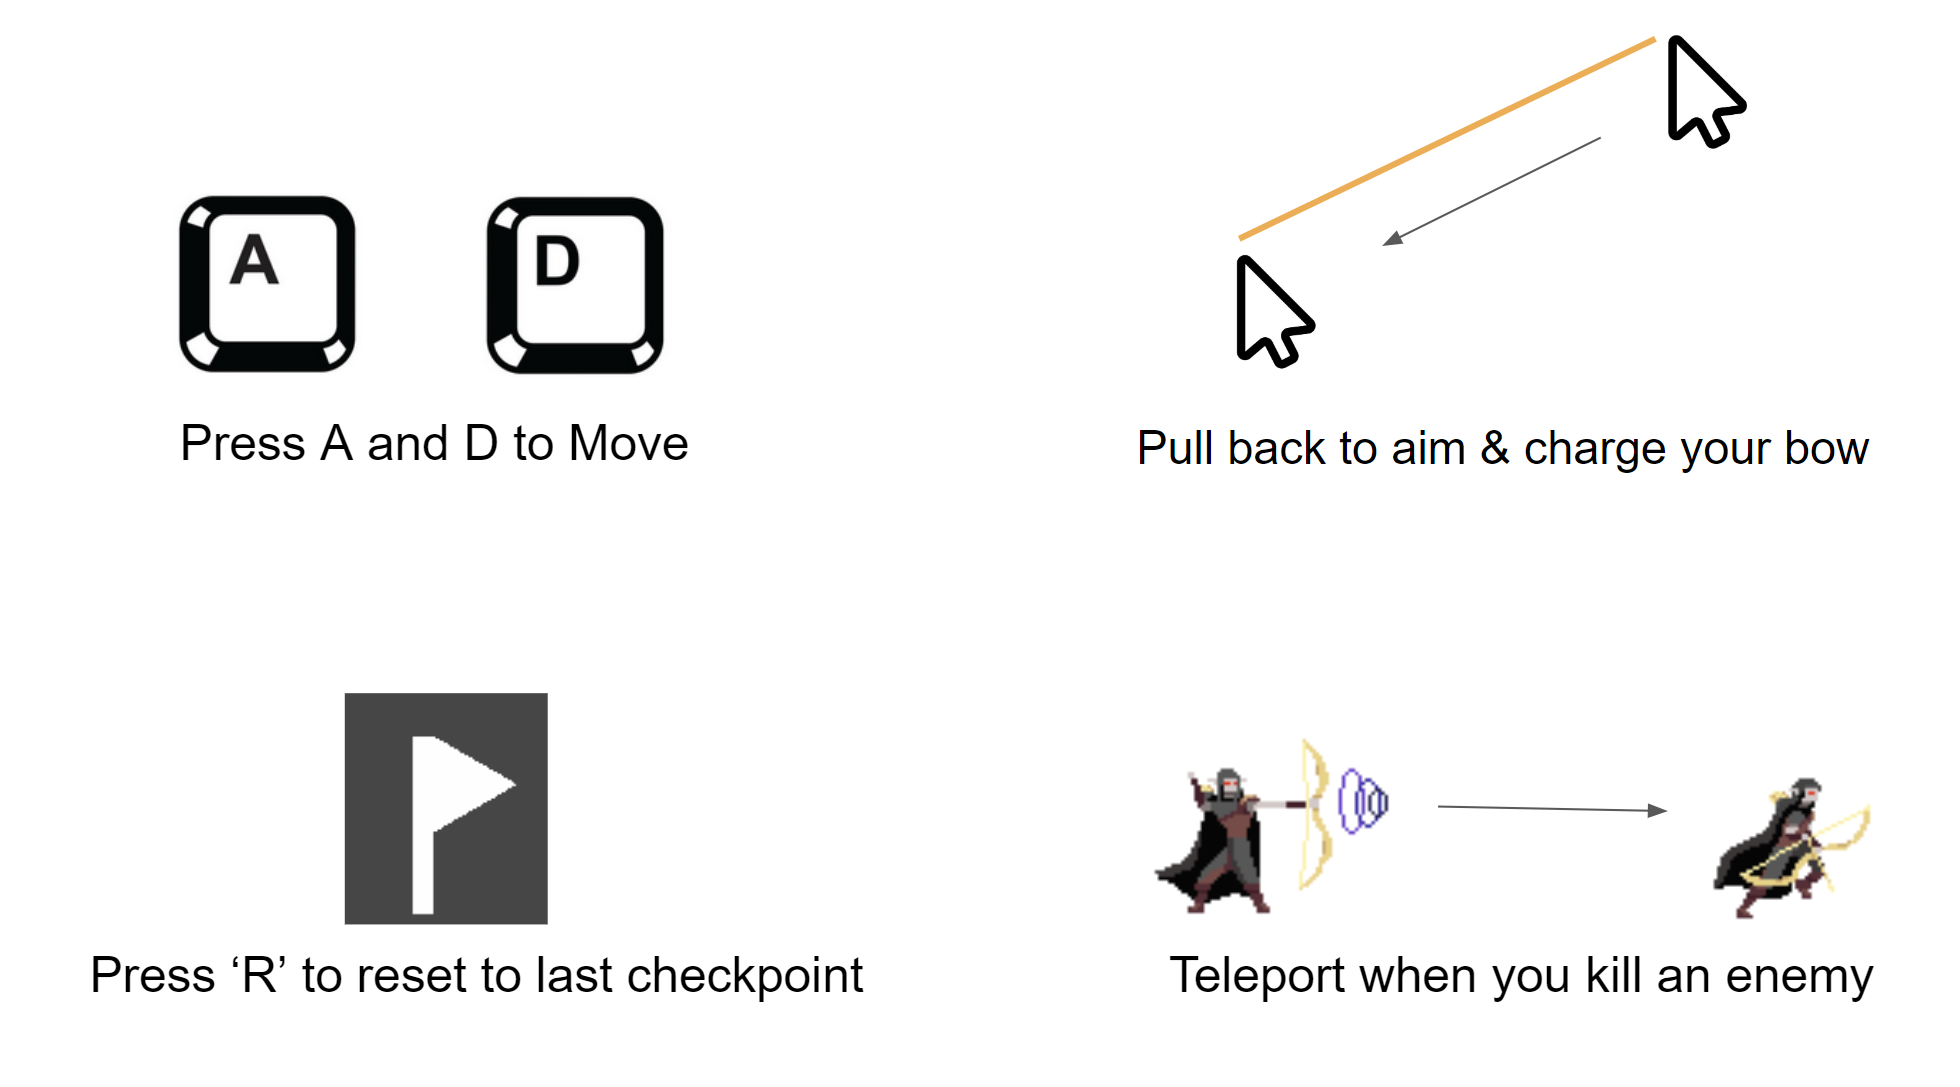 A
D
Press A and D to Move
Pull back to aim & charge your bow
Press ‘R’ to reset to last checkpoint
Teleport when you kill an enemy